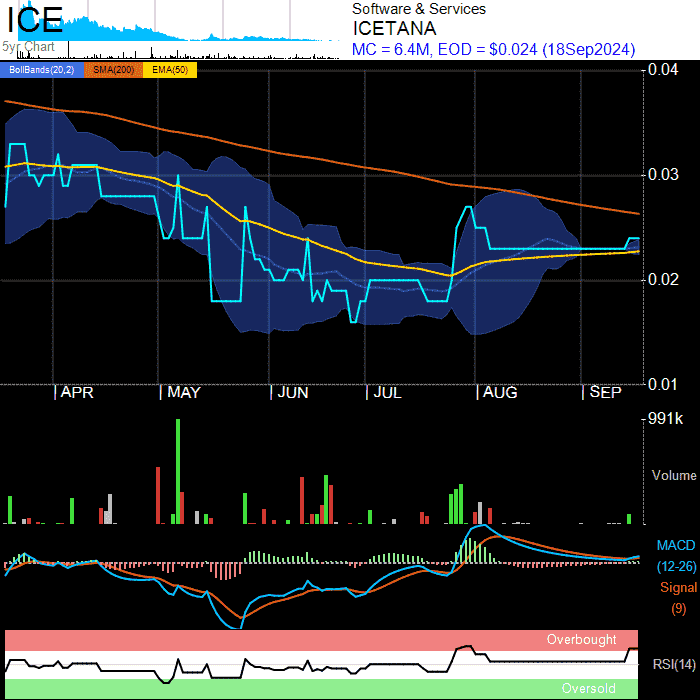 ICE
5yr Chart
Software & Services
ICETANA
MC = 6.4M, EOD = $0.024 (18Sep2024)
BollBands(20,2) SMA(200) EMA(50)
0.04
0.03
0.02
0.01
APR MAY JUN JUL AUG SEP
991k
Volume
MACD
(12-26)
Signal
(9)
Overbought
RSI(14)
Oversold